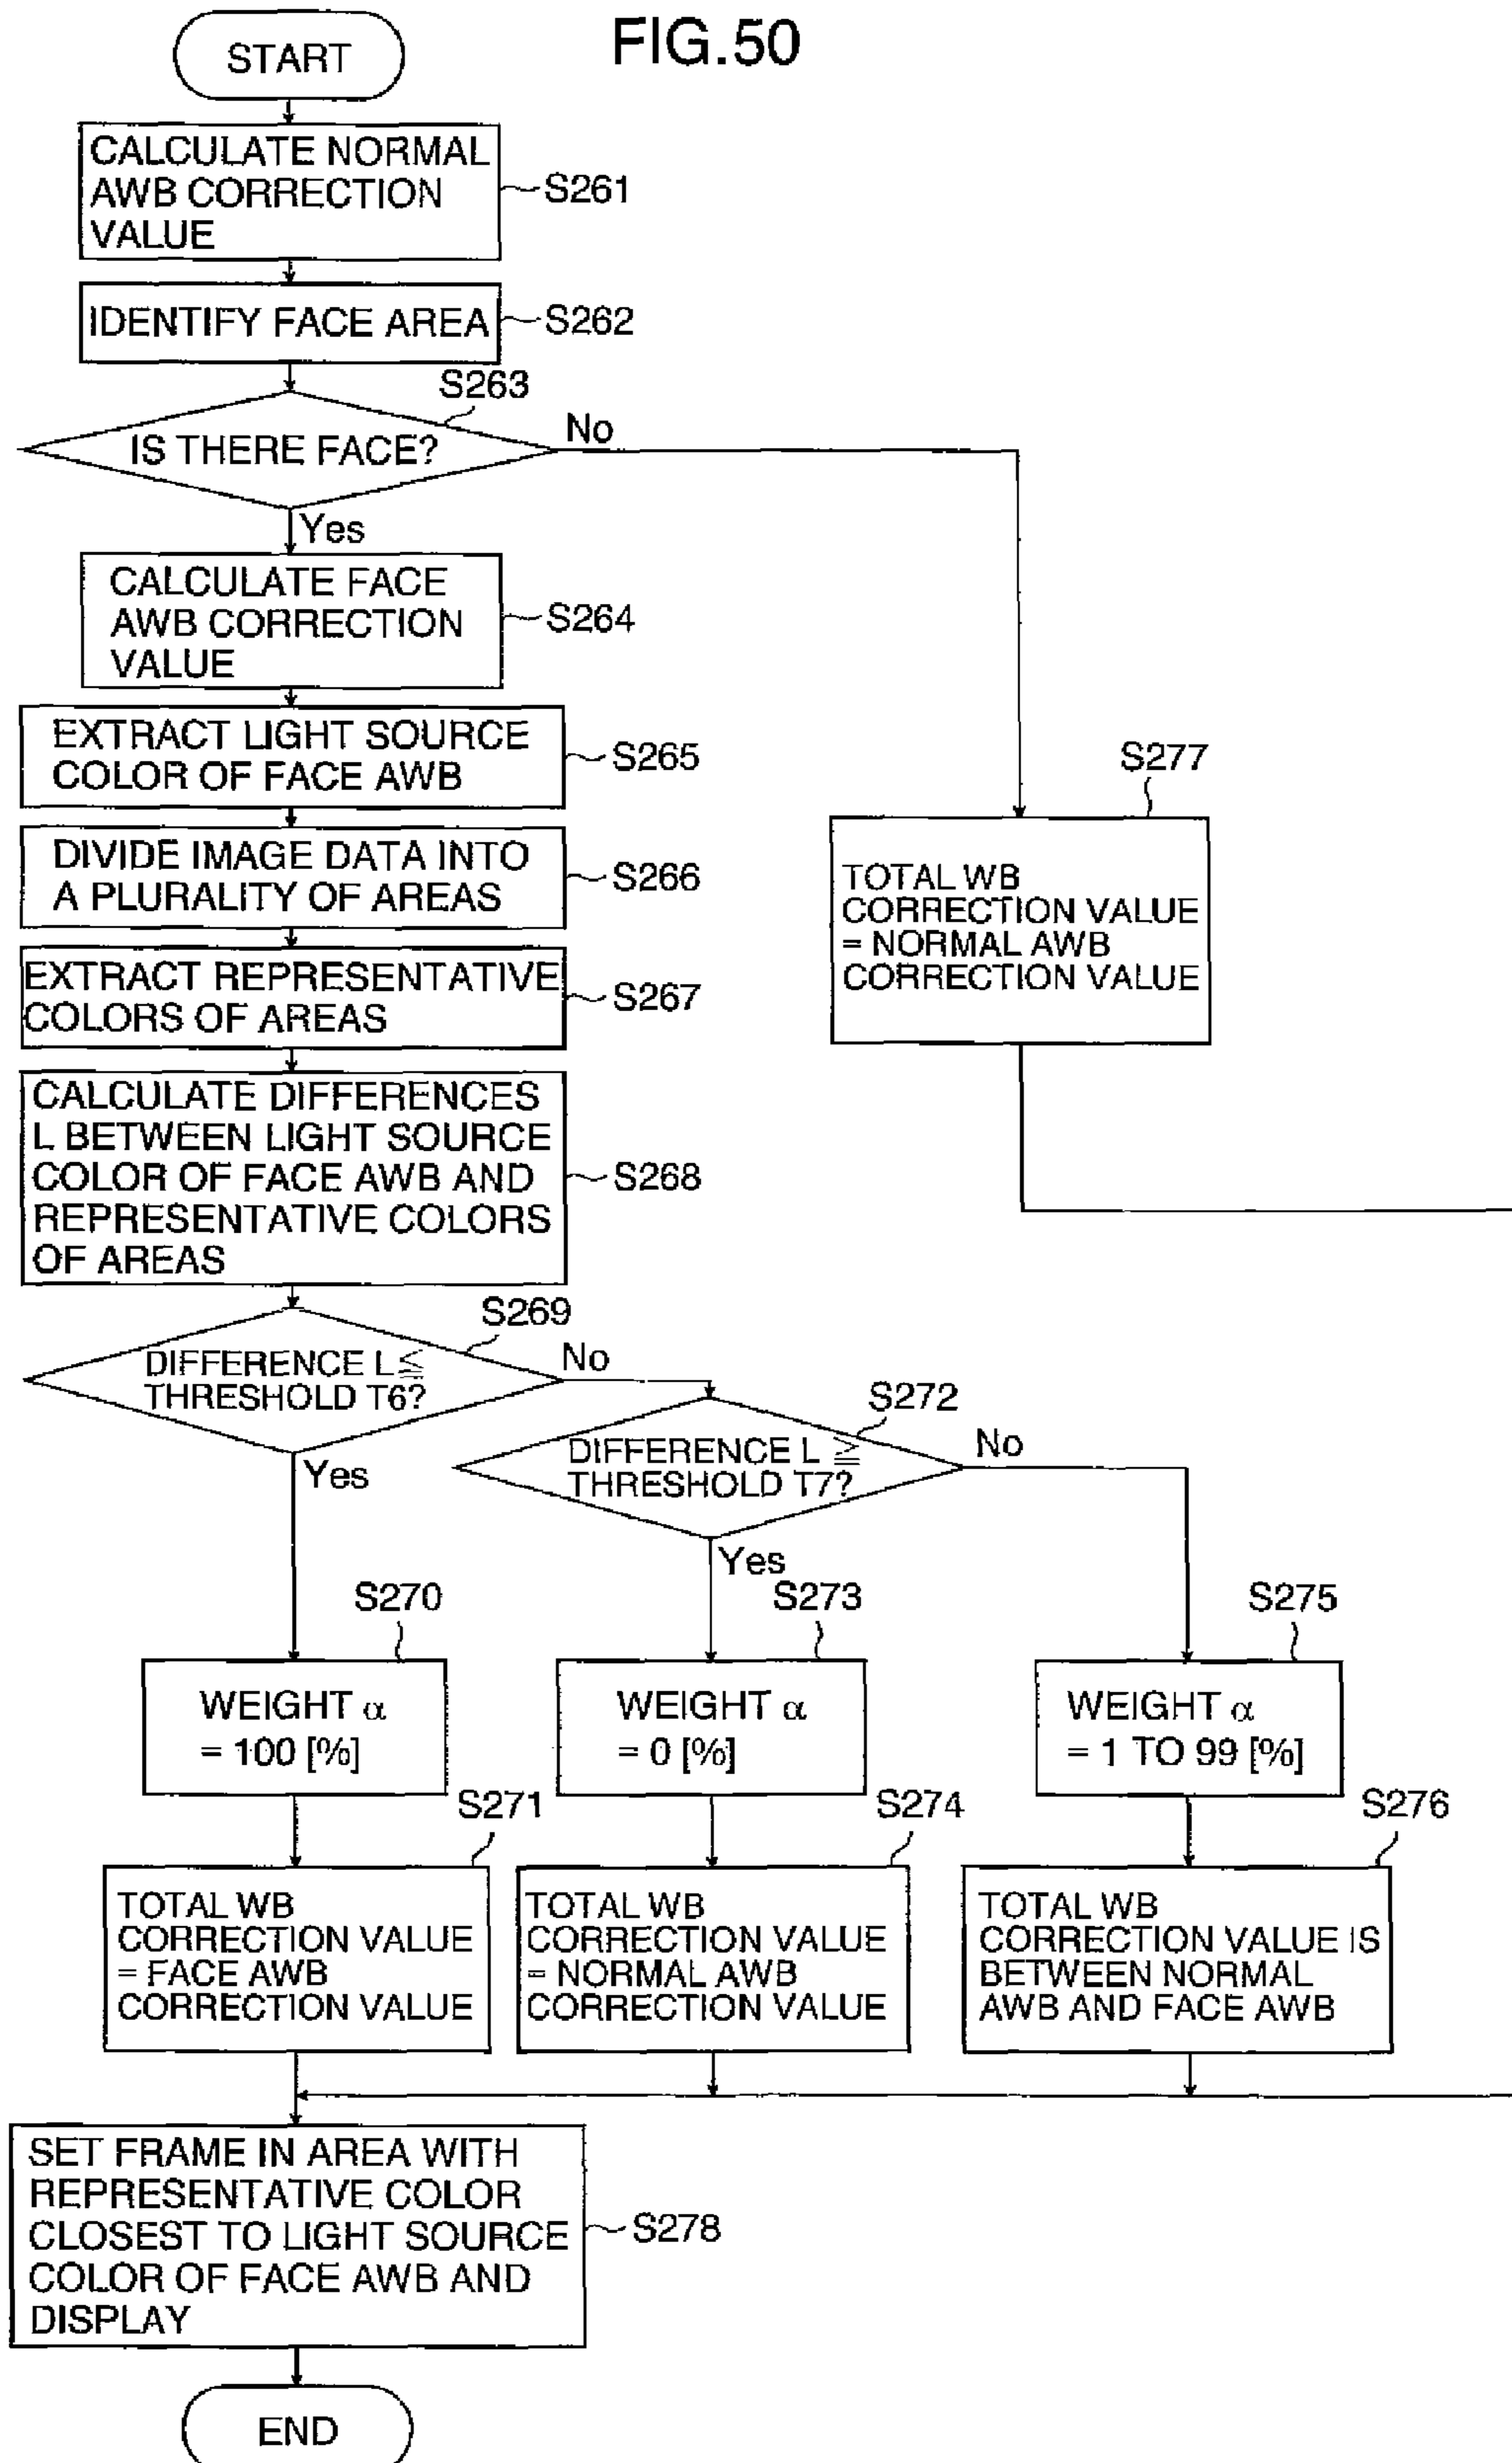 FIG.50
START
CALCULATE NORMAL
AWB CORRECTION
VALUE
S261
IDENTIFY FACE AREA
S262
S263
IS THERE FACE?
No
Yes
CALCULATE FACE
AWB CORRECTION
VALUE
S264
EXTRACT LIGHT SOURCE
COLOR OF FACE AWB
S265
DIVIDE IMAGE DATA INTO
A PLURALITY OF AREAS
S266
EXTRACT REPRESENTATIVE
COLORS OF AREAS
S267
S277
TOTAL WB
CORRECTION VALUE
= NORMAL AWB
CORRECTION VALUE
CALCULATE DIFFERENCES
L BETWEEN LIGHT SOURCE
COLOR OF FACE AWB AND
REPRESENTATIVE COLORS
OF AREAS
S268
S269
DIFFERENCE L ≦
THRESHOLD T6?
No
Yes
S272
DIFFERENCE L ≧
THRESHOLD T7?
No
Yes
S270
WEIGHT α
= 100 [%]
S273
WEIGHT α
= 0 [%]
S275
WEIGHT α
= 1 TO 99 [%]
S271
TOTAL WB
CORRECTION VALUE
= FACE AWB
CORRECTION VALUE
S274
TOTAL WB
CORRECTION VALUE
= NORMAL AWB
CORRECTION VALUE
S276
TOTAL WB
CORRECTION VALUE IS
BETWEEN NORMAL
AWB AND FACE AWB
SET FRAME IN AREA WITH
REPRESENTATIVE COLOR
CLOSEST TO LIGHT SOURCE
COLOR OF FACE AWB AND
DISPLAY
S278
END